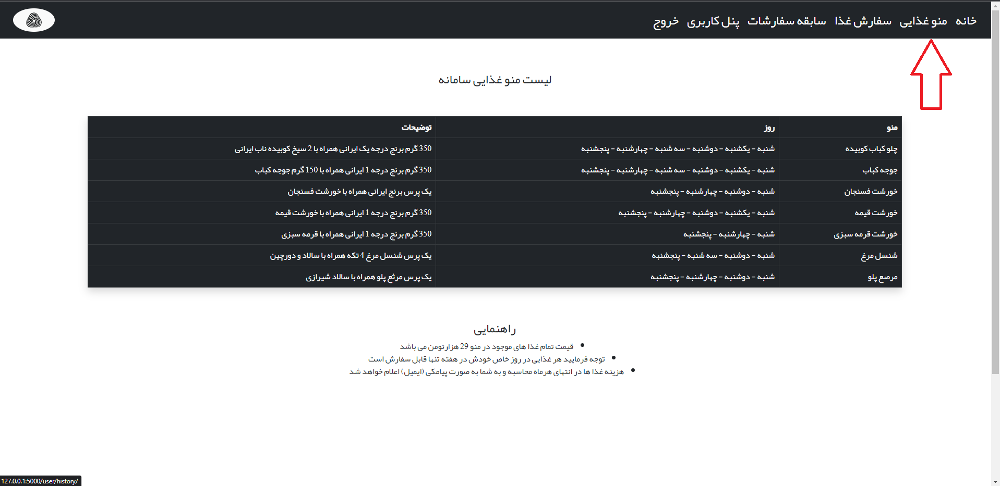 خانه منو غذایی سفارش غذا سابقه سفارشات پنل کاربری خروج
لیست منو غذایی سامانه
منو روز توضیحات
چلو کباب کوبیده شنبه - یکشنبه - دوشنبه - سه شنبه - چهارشنبه - پنجشنبه 350 گرم برنج درجه یک ایرانی همراه با 2 سیخ کوبیده ناب ایرانی
جوجه کباب شنبه - یکشنبه - دوشنبه - سه شنبه - چهارشنبه - پنجشنبه 350 گرم برنج درجه 1 ایرانی همراه با 150 گرم جوجه کباب
خورشت فسنجان شنبه - دوشنبه - چهارشنبه - پنجشنبه یک پرس برنج ایرانی همراه با خورشت فسنجان
خورشت قیمه شنبه - یکشنبه - دوشنبه - چهارشنبه - پنجشنبه 350 گرم برنج درجه 1 ایرانی همراه با خورشت قیمه
خورشت قرمه سبزی شنبه - چهارشنبه - پنجشنبه 350 گرم برنج درجه 1 ایرانی همراه با قرمه سبزی
شنسل مرغ شنبه - دوشنبه - سه شنبه - پنجشنبه یک پرس شنسل مرغ 4 تکه همراه با سالاد و دورچین
مرصع پلو شنبه - دوشنبه - چهارشنبه - پنجشنبه یک پرس مرثع پلو همراه با سالاد شیرازی
راهنمایی
قیمت تمام غذا های موجود در منو 29 هزارتومن می باشد
توجه فرمایید هر غذایی در روز خاص خودش در هفته تنها قابل سفارش است
هزینه غذا ها در انتهای هرماه محاسبه و به شما به صورت پیامکی (ایمیل) اعلام خواهد شد
127.0.0.1:5000/user/history/